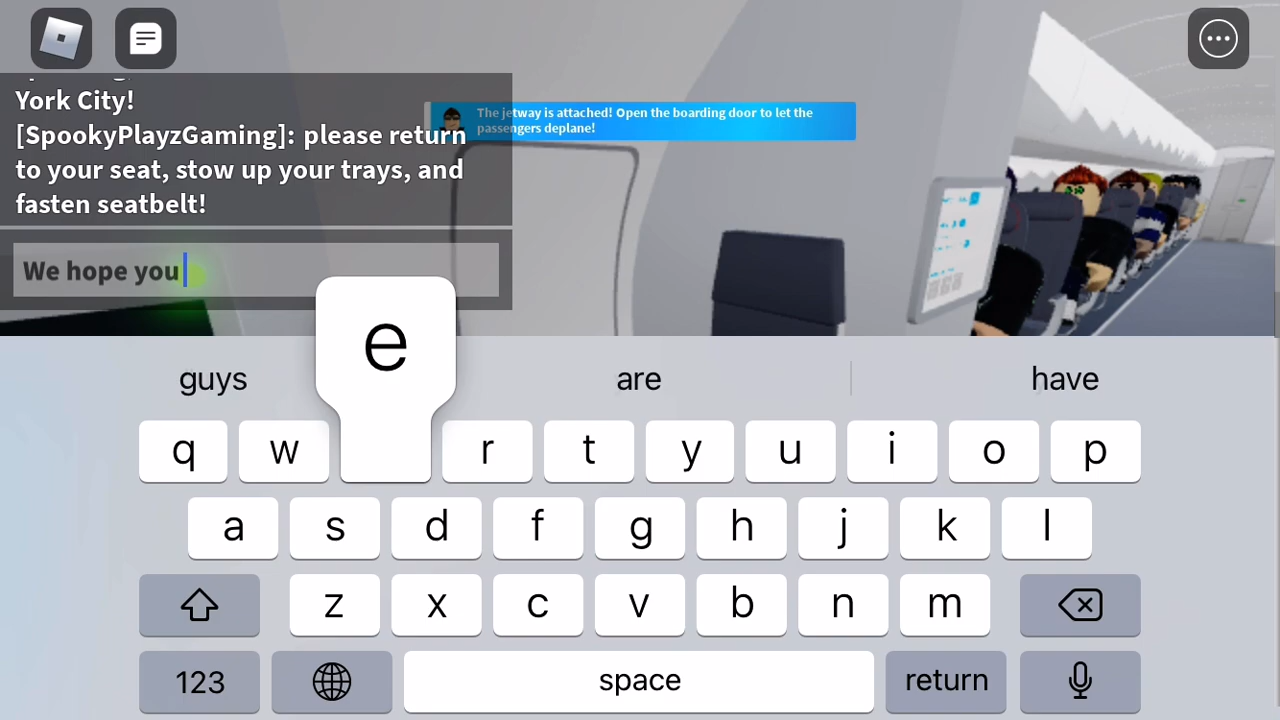 York City!
[SpookyPlayzGaming]: please return
to your seat, stow up your trays, and
fasten seatbelt!
The jetway is attached! Open the boarding door to let the
passengers deplane!
We hope you
e
guys are have
q w r t y u i o p
a s d f g h j k l
z x c v b n m
123 space return